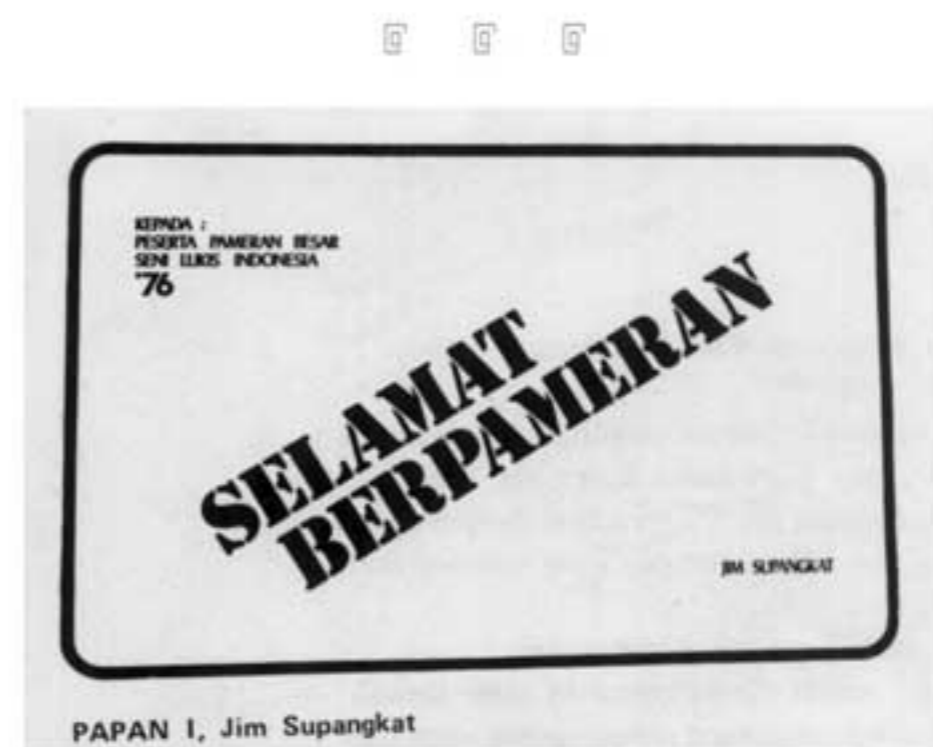 KEPADA :
PESERTA PAMERAN BESAR
SENI LUKIS INDONESIA
'76
SELAMAT
BERPAMERAN
JIM SUPANGKAT
PAPAN I, Jim Supangkat